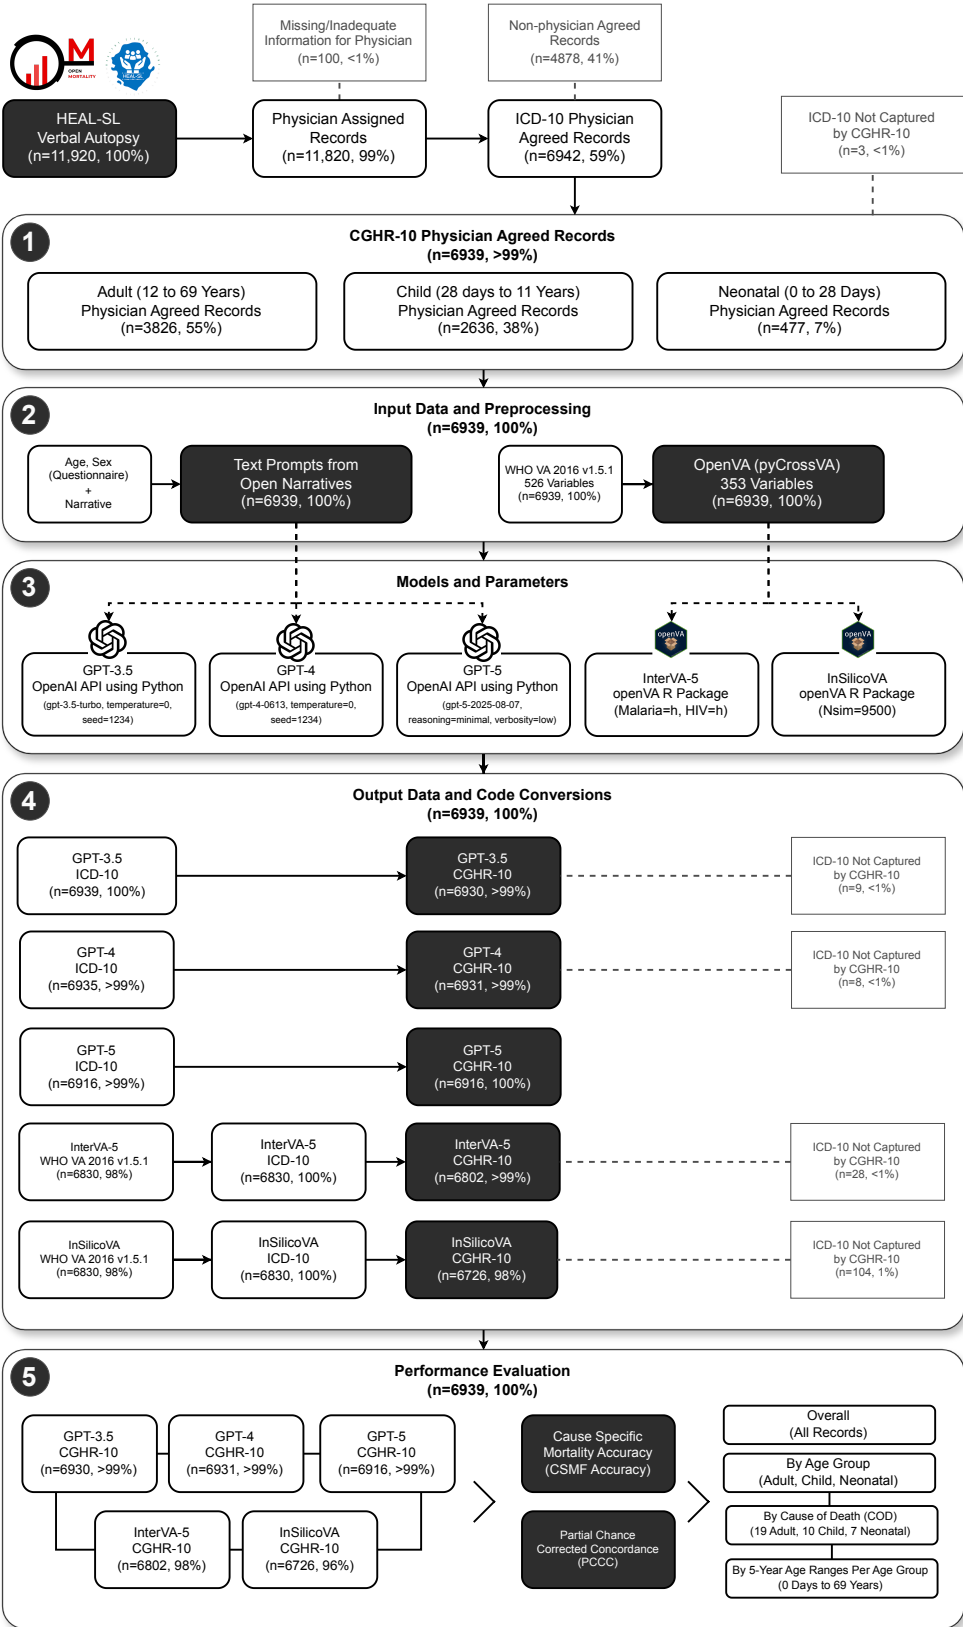 Missing/Inadequate
Information for Physician
(n=100, <1%)
Non-physician Agreed
Records
(n=4878, 41%)
M
OPEN
MORTALITY
HEAL-SL
HEAL-SL
Verbal Autopsy
(n=11,920, 100%)
Physician Assigned
Records
(n=11,820, 99%)
ICD-10 Physician
Agreed Records
(n=6942, 59%)
ICD-10 Not Captured
by CGHR-10
(n=3, <1%)
1
CGHR-10 Physician Agreed Records
(n=6939, >99%)
Adult (12 to 69 Years)
Physician Agreed Records
(n=3826, 55%)
Child (28 days to 11 Years)
Physician Agreed Records
(n=2636, 38%)
Neonatal (0 to 28 Days)
Physician Agreed Records
(n=477, 7%)
2
Input Data and Preprocessing
(n=6939, 100%)
Age, Sex
(Questionnaire)
+
Narrative
Text Prompts from
Open Narratives
(n=6939, 100%)
WHO VA 2016 v1.5.1
526 Variables
(n=6939, 100%)
OpenVA (pyCrossVA)
353 Variables
(n=6939, 100%)
3
Models and Parameters
GPT-3.5
OpenAI API using Python
(gpt-3.5-turbo, temperature=0,
seed=1234)
GPT-4
OpenAI API using Python
(gpt-4-0613, temperature=0,
seed=1234)
GPT-5
OpenAI API using Python
(gpt-5-2025-08-07,
reasoning=minimal, verbosity=low)
openVA
InterVA-5
openVA R Package
(Malaria=h, HIV=h)
openVA
InSilicoVA
openVA R Package
(Nsim=9500)
4
Output Data and Code Conversions
(n=6939, 100%)
GPT-3.5
ICD-10
(n=6939, 100%)
GPT-3.5
CGHR-10
(n=6930, >99%)
ICD-10 Not Captured
by CGHR-10
(n=9, <1%)
GPT-4
ICD-10
(n=6935, >99%)
GPT-4
CGHR-10
(n=6931, >99%)
ICD-10 Not Captured
by CGHR-10
(n=8, <1%)
GPT-5
ICD-10
(n=6916, >99%)
GPT-5
CGHR-10
(n=6916, 100%)
InterVA-5
WHO VA 2016 v1.5.1
(n=6830, 98%)
InterVA-5
ICD-10
(n=6830, 100%)
InterVA-5
CGHR-10
(n=6802, >99%)
ICD-10 Not Captured
by CGHR-10
(n=28, <1%)
InSilicoVA
WHO VA 2016 v1.5.1
(n=6830, 98%)
InSilicoVA
ICD-10
(n=6830, 100%)
InSilicoVA
CGHR-10
(n=6726, 98%)
ICD-10 Not Captured
by CGHR-10
(n=104, 1%)
5
Performance Evaluation
(n=6939, 100%)
GPT-3.5
CGHR-10
(n=6930, >99%)
GPT-4
CGHR-10
(n=6931, >99%)
GPT-5
CGHR-10
(n=6916, >99%)
InterVA-5
CGHR-10
(n=6802, 98%)
InSilicoVA
CGHR-10
(n=6726, 96%)
Cause Specific
Mortality Accuracy
(CSMF Accuracy)
Partial Chance
Corrected Concordance
(PCCC)
Overall
(All Records)
By Age Group
(Adult, Child, Neonatal)
By Cause of Death (COD)
(19 Adult, 10 Child, 7 Neonatal)
By 5-Year Age Ranges Per Age Group
(0 Days to 69 Years)